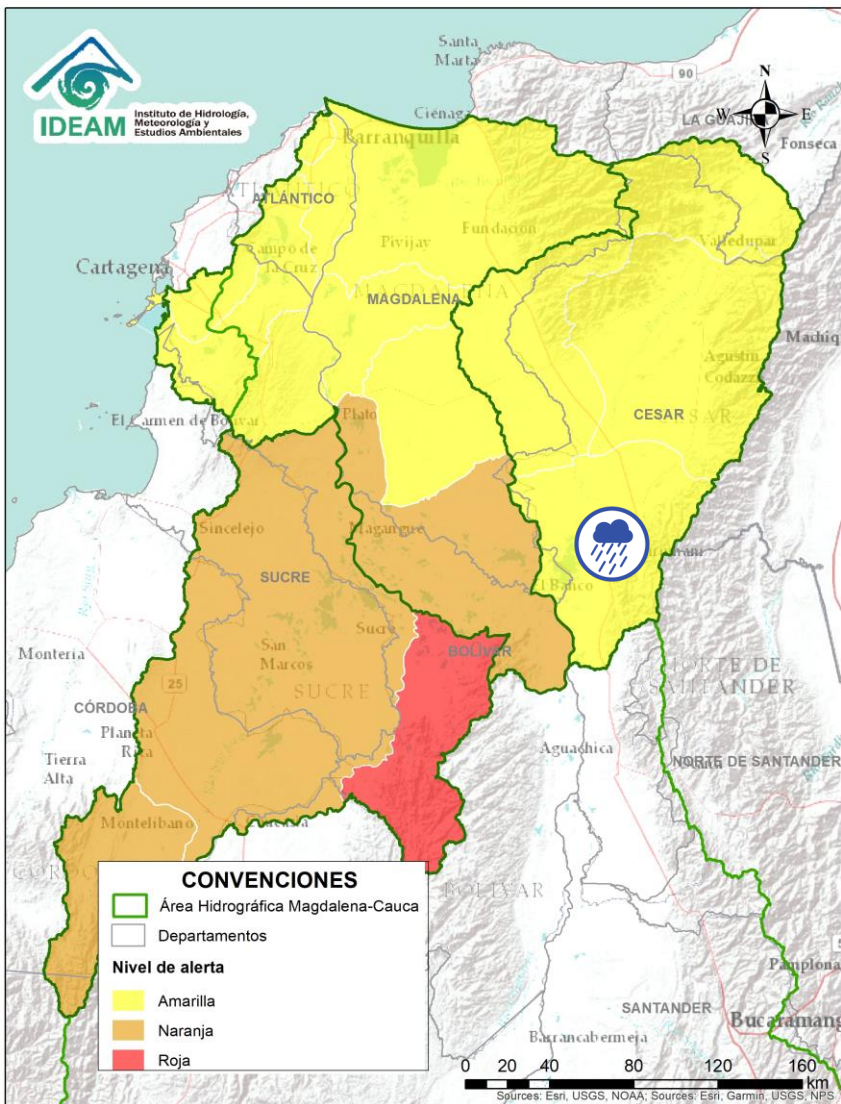 IDEAM
Instituto de Hidrología,
Meteorología y
Estudios Ambientales
Santa
Marta
90
N
W
E
S
Ciénaga
LA GUAJI
Fonseca
Barranquilla
ATLÁNTICO
Campo de
la Cruz
Pivijay
Fundación
Valledupar
Cartagena
MAGDALENA
Machiq
Agustín
Codazzi
El Carmen de Bolívar
Plato
CESAR
Sincelejo
Magangue
SUCRE
El Banco
Sucre
San
Marcos
BOLÍVAR
Montería
25
SUCRE
NORTE DE
SANTANDER
CÓRDOBA
Planeta
Rica
Tierra
Alta
Aguachica
NORTE DE SANTANDER
Montelibano
BOLÍVAR
CONVENCIONES
Área Hidrográfica Magdalena-Cauca
Departamentos
Nivel de alerta
Amarilla
Naranja
Roja
Pamplona
SANTANDER
Bucaramang
Barrancabermeja
0 20 40 80 120 160
km
Sources: Esri, USGS, NOAA; Sources: Esri, Garmin, USGS, NPS